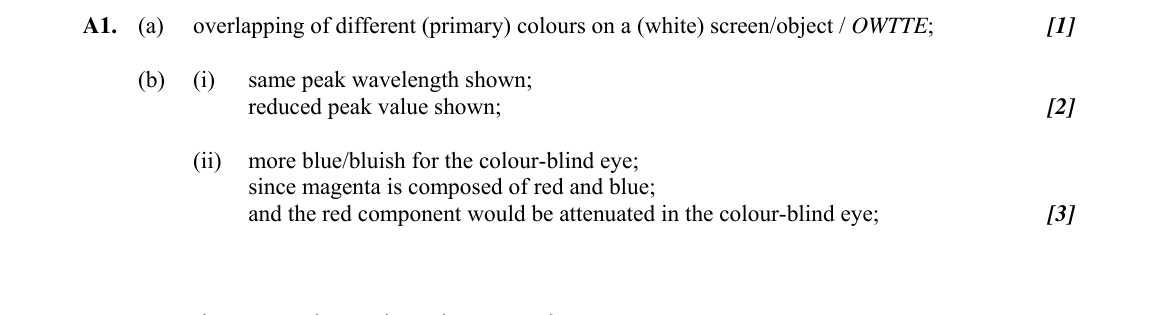 A1. (a) overlapping of different (primary) colours on a (white) screen/object / OWTTE; [1]
(b) (i) same peak wavelength shown;
reduced peak value shown; [2]
(ii) more blue/bluish for the colour-blind eye;
since magenta is composed of red and blue;
and the red component would be attenuated in the colour-blind eye; [3]